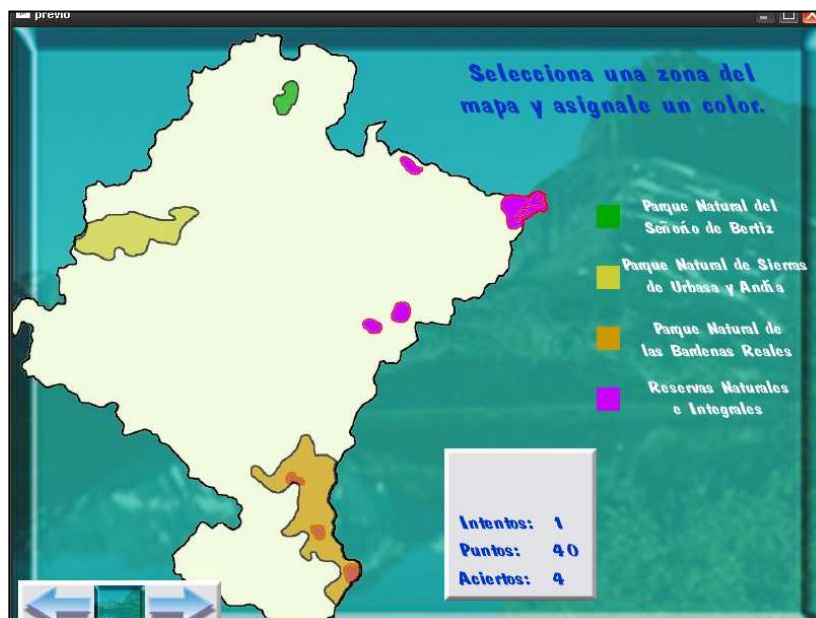 previo
Selecciona una zona del
mapa y asignale un color.
Parque Natural del
Señorío de Bertiz
Parque Natural de Sierras
de Urbasa y Andía
Parque Natural de
las Bardenas Reales
Reservas Naturales
e Integrales
Intentos: 1
Puntos: 40
Aciertos: 4